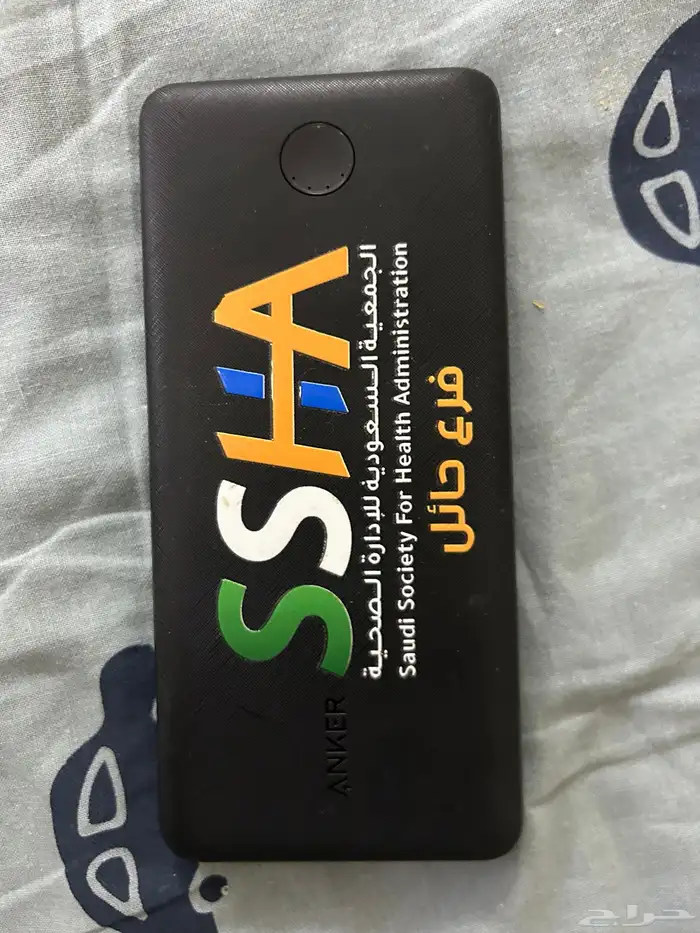 SSHA
الجمعية السعودية للإدارة الصحية
Saudi Society For Health Administration
فرع حائل
ANKER
حراج